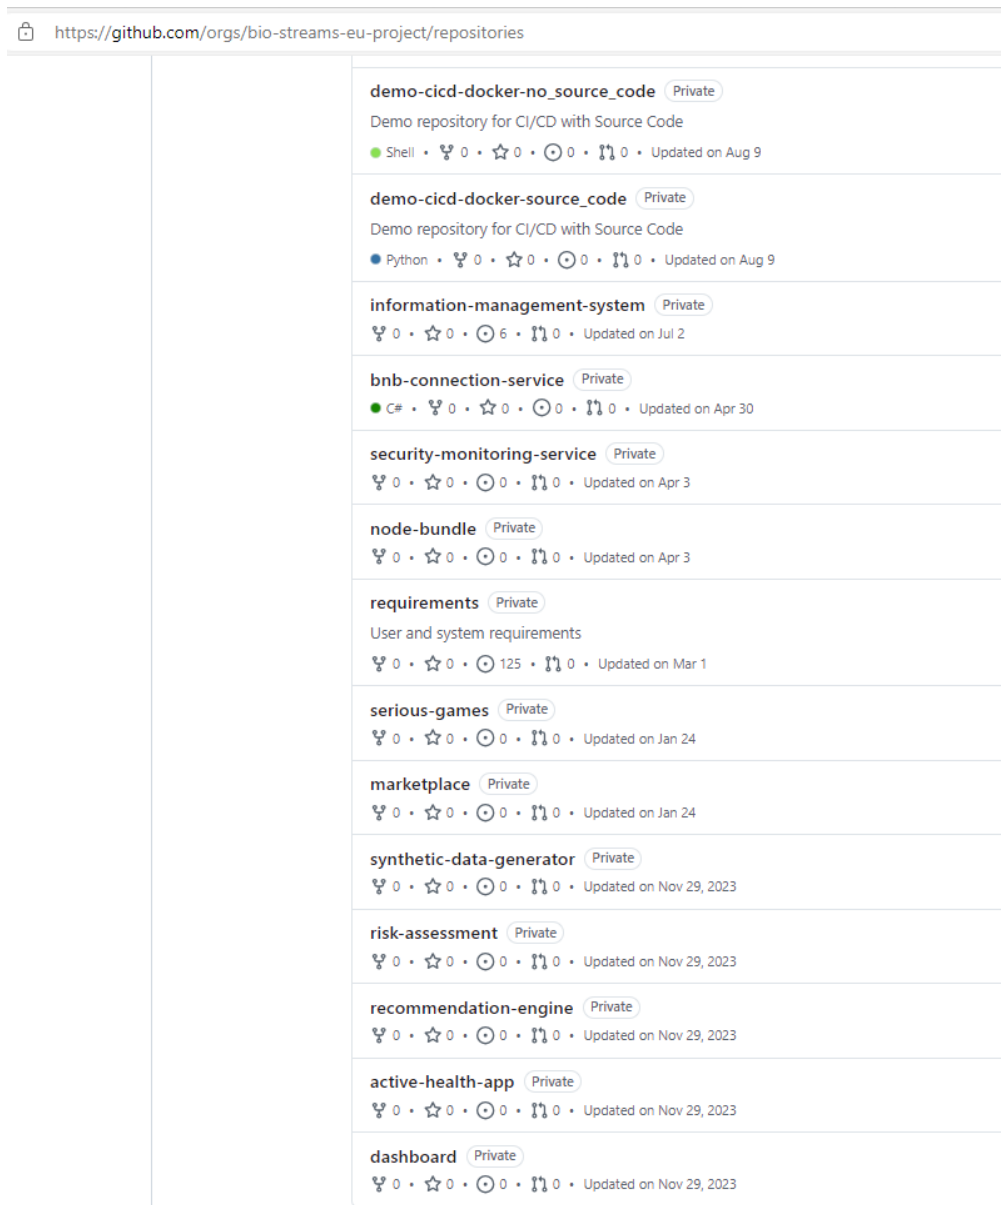 https://github.com/orgs/bio-streams-eu-project/repositories
demo-cicd-docker-no_source_code Private
Demo repository for CI/CD with Source Code
Shell • 0 • 0 • 0 • 0 • Updated on Aug 9
demo-cicd-docker-source_code Private
Demo repository for CI/CD with Source Code
Python • 0 • 0 • 0 • 0 • Updated on Aug 9
information-management-system Private
0 • 0 • 6 • 0 • Updated on Jul 2
bnb-connection-service Private
C# • 0 • 0 • 0 • 0 • Updated on Apr 30
security-monitoring-service Private
0 • 0 • 0 • 0 • Updated on Apr 3
node-bundle Private
0 • 0 • 0 • 0 • Updated on Apr 3
requirements Private
User and system requirements
0 • 0 • 125 • 0 • Updated on Mar 1
serious-games Private
0 • 0 • 0 • 0 • Updated on Jan 24
marketplace Private
0 • 0 • 0 • 0 • Updated on Jan 24
synthetic-data-generator Private
0 • 0 • 0 • 0 • Updated on Nov 29, 2023
risk-assessment Private
0 • 0 • 0 • 0 • Updated on Nov 29, 2023
recommendation-engine Private
0 • 0 • 0 • 0 • Updated on Nov 29, 2023
active-health-app Private
0 • 0 • 0 • 0 • Updated on Nov 29, 2023
dashboard Private
0 • 0 • 0 • 0 • Updated on Nov 29, 2023